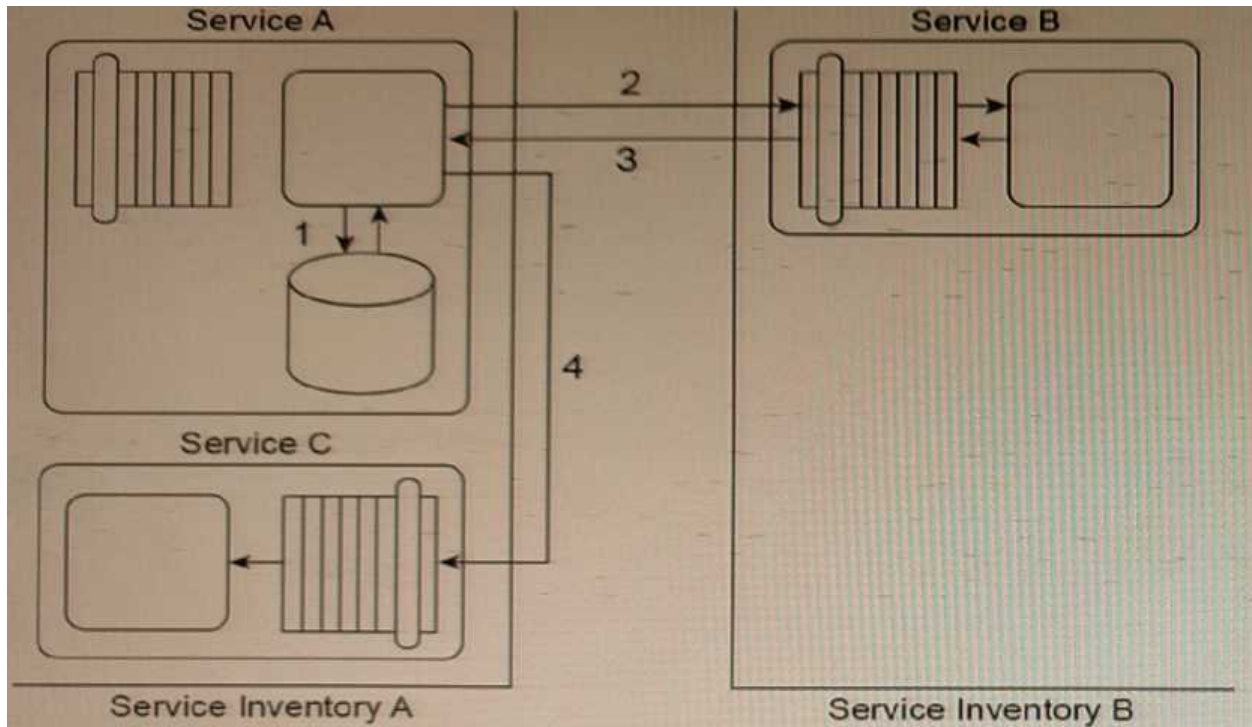 Service A
Service B
2
3
1
4
Service C
Service Inventory A
Service Inventory B